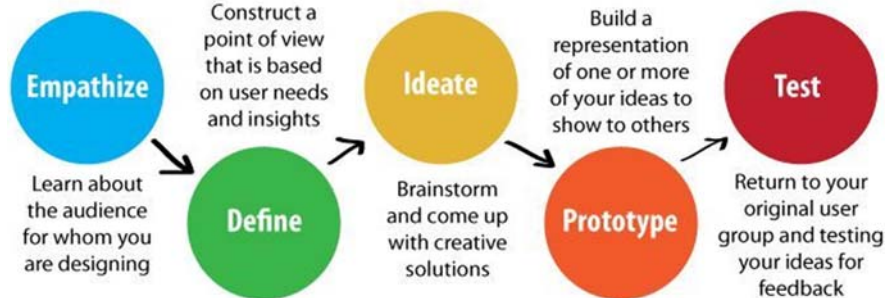 Empathize
Learn about
the audience
for whom you
are designing
Construct a
point of view
that is based
on user needs
and insights
Define
Ideate
Brainstorm
and come up
with creative
solutions
Build a
representation
of one or more
of your ideas to
show to others
Prototype
Test
Return to your
original user
group and testing
your ideas for
feedback